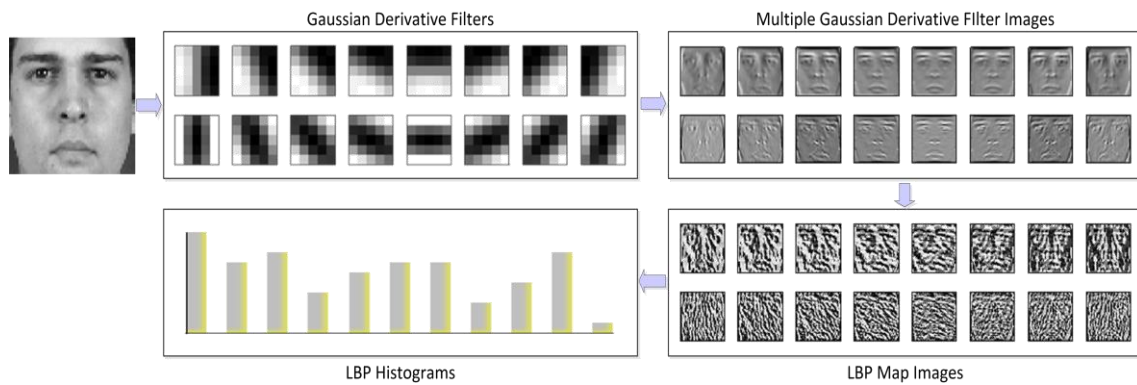 Gaussian Derivative Filters
Multiple Gaussian Derivative FIlter Images
LBP Histograms
LBP Map Images